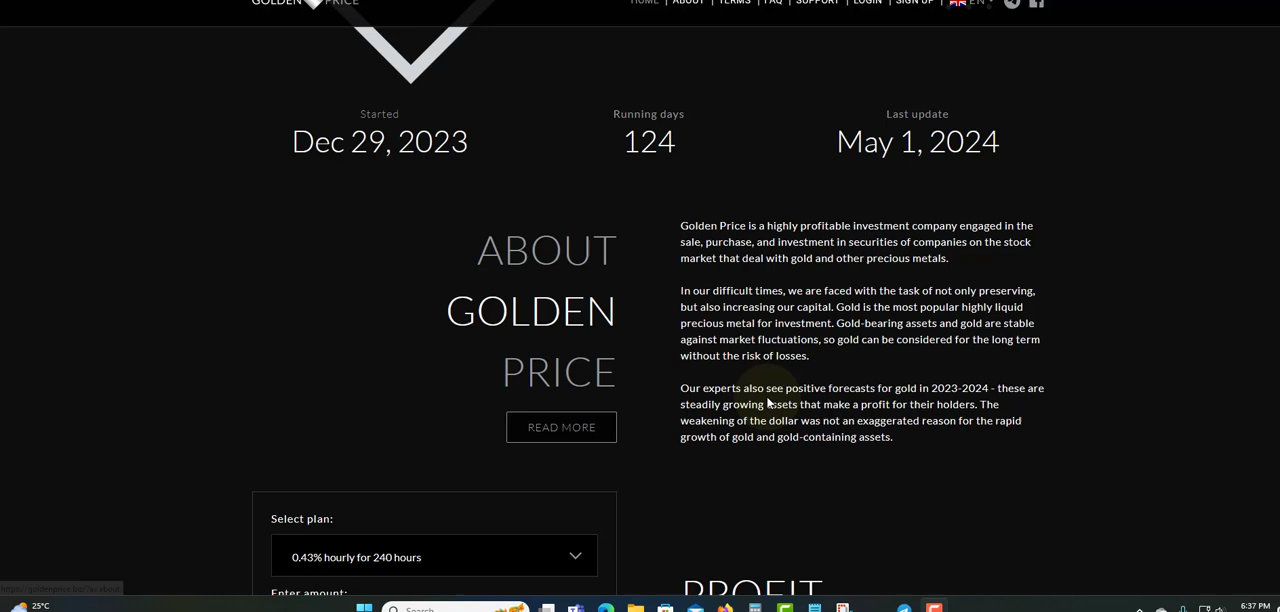 GOLDEN PRICE
HOME | ABOUT | TERMS | FAQ | SUPPORT | LOGIN | SIGN UP | EN
Started
Dec 29, 2023
Running days
124
Last update
May 1, 2024
ABOUT
GOLDEN
PRICE
READ MORE
Golden Price is a highly profitable investment company engaged in the
sale, purchase, and investment in securities of companies on the stock
market that deal with gold and other precious metals.
In our difficult times, we are faced with the task of not only preserving,
but also increasing our capital. Gold is the most popular highly liquid
precious metal for investment. Gold-bearing assets and gold are stable
against market fluctuations, so gold can be considered for the long term
without the risk of losses.
Our experts also see positive forecasts for gold in 2023-2024 - these are
steadily growing assets that make a profit for their holders. The
weakening of the dollar was not an exaggerated reason for the rapid
growth of gold and gold-containing assets.
Select plan:
0.43% hourly for 240 hours
Enter amount:
PROFIT
25°C
Search
6:37 PM